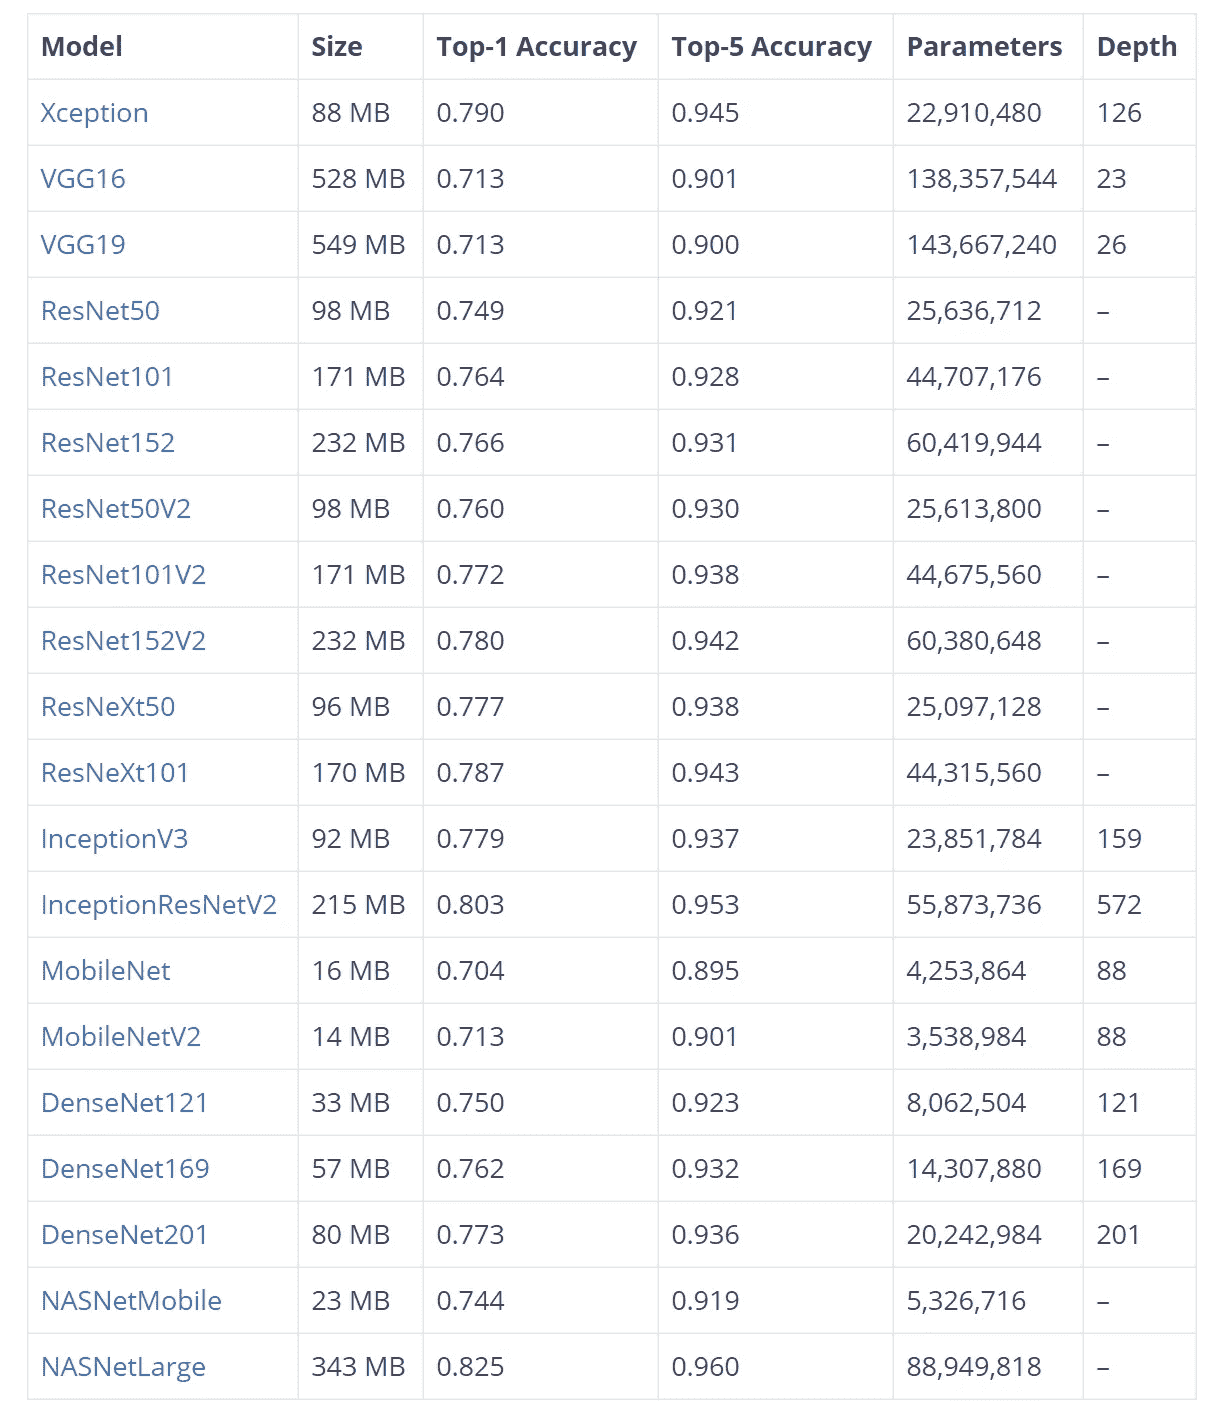 Model Size Top-1 Accuracy Top-5 Accuracy Parameters Depth
Xception 88 MB 0.790 0.945 22,910,480 126
VGG16 528 MB 0.713 0.901 138,357,544 23
VGG19 549 MB 0.713 0.900 143,667,240 26
ResNet50 98 MB 0.749 0.921 25,636,712 –
ResNet101 171 MB 0.764 0.928 44,707,176 –
ResNet152 232 MB 0.766 0.931 60,419,944 –
ResNet50V2 98 MB 0.760 0.930 25,613,800 –
ResNet101V2 171 MB 0.772 0.938 44,675,560 –
ResNet152V2 232 MB 0.780 0.942 60,380,648 –
ResNeXt50 96 MB 0.777 0.938 25,097,128 –
ResNeXt101 170 MB 0.787 0.943 44,315,560 –
InceptionV3 92 MB 0.779 0.937 23,851,784 159
InceptionResNetV2 215 MB 0.803 0.953 55,873,736 572
MobileNet 16 MB 0.704 0.895 4,253,864 88
MobileNetV2 14 MB 0.713 0.901 3,538,984 88
DenseNet121 33 MB 0.750 0.923 8,062,504 121
DenseNet169 57 MB 0.762 0.932 14,307,880 169
DenseNet201 80 MB 0.773 0.936 20,242,984 201
NASNetMobile 23 MB 0.744 0.919 5,326,716 –
NASNetLarge 343 MB 0.825 0.960 88,949,818 –